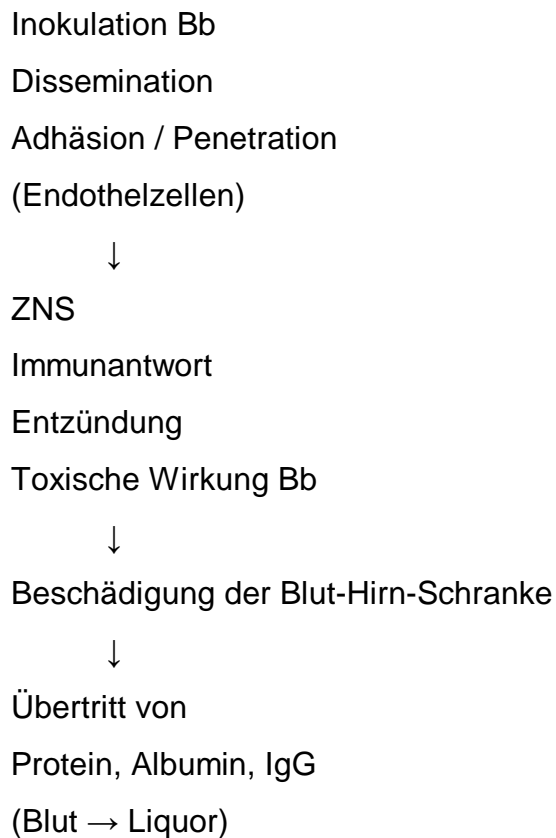 Inokulation Bb
Dissemination
Adhäsion / Penetration
(Endothelzellen)
↓
ZNS
Immunantwort
Entzündung
Toxische Wirkung Bb
↓
Beschädigung der Blut-Hirn-Schranke
↓
Übertritt von
Protein, Albumin, IgG
(Blut → Liquor)